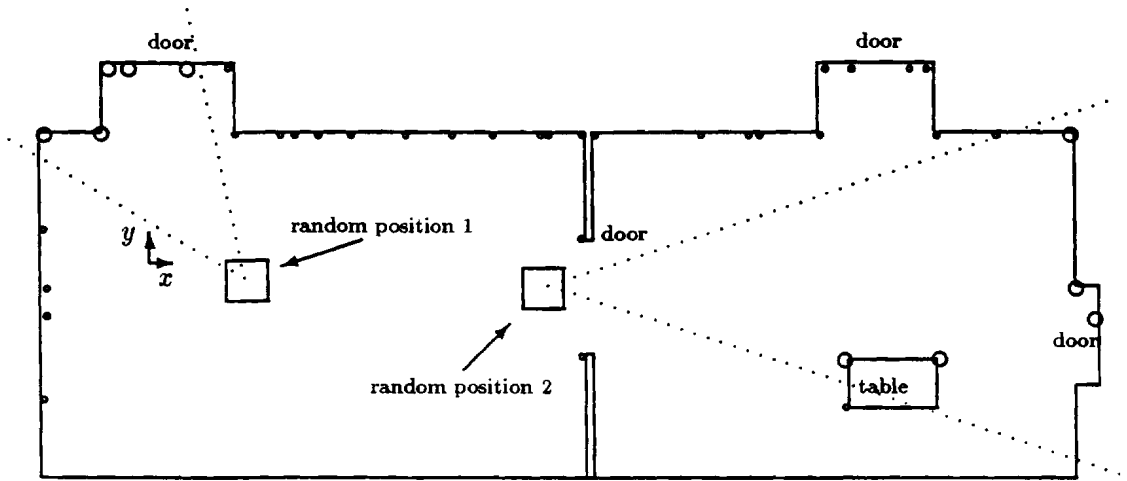 door
door
random position 1
y
door
x
door
random position 2
table